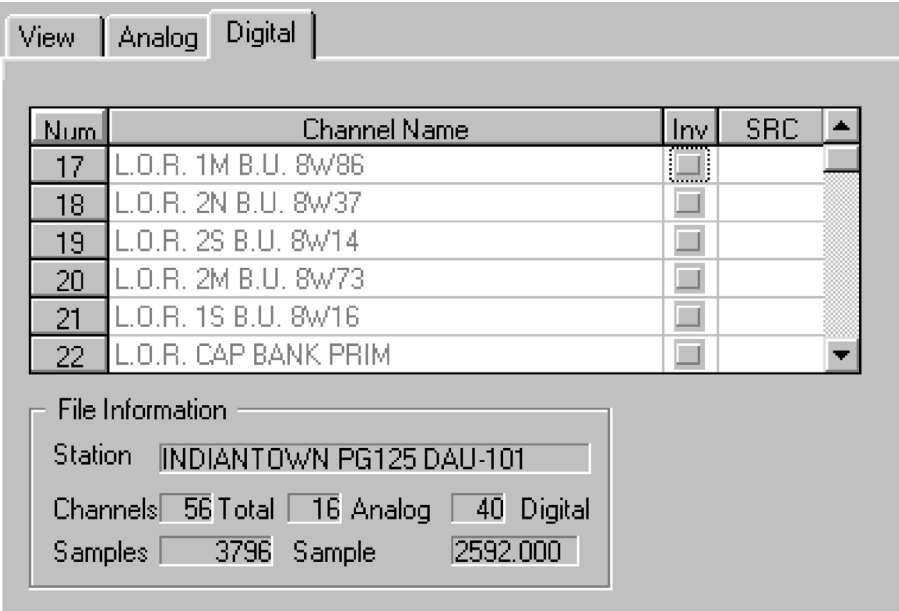 View Analog Digital
Num Channel Name Inv SRC
17 L.O.R. 1M B.U. 8W86
18 L.O.R. 2N B.U. 8W37
19 L.O.R. 2S B.U. 8W14
20 L.O.R. 2M B.U. 8W73
21 L.O.R. 1S B.U. 8W16
22 L.O.R. CAP BANK PRIM
File Information
Station INDIANTOWN PG125 DAU-101
Channels 56 Total 16 Analog 40 Digital
Samples 3796 Sample 2592.000